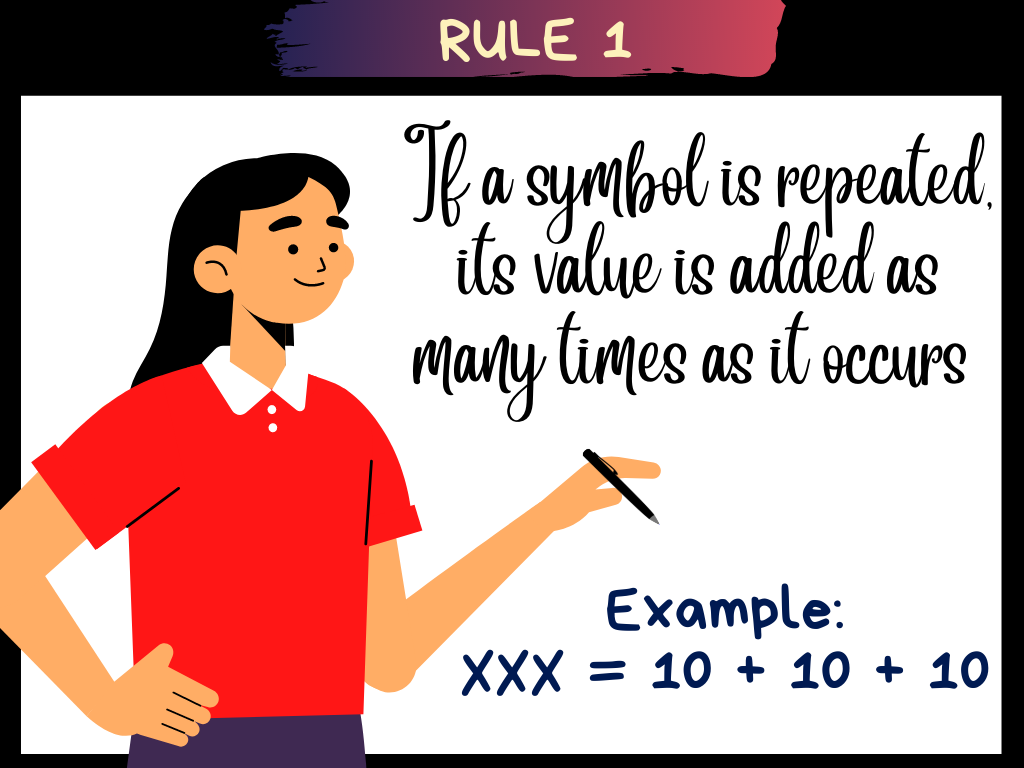 RULE 1
If a symbol is repeated,
its value is added as
many times as it occurs
Example:
XXX = 10 + 10 + 10